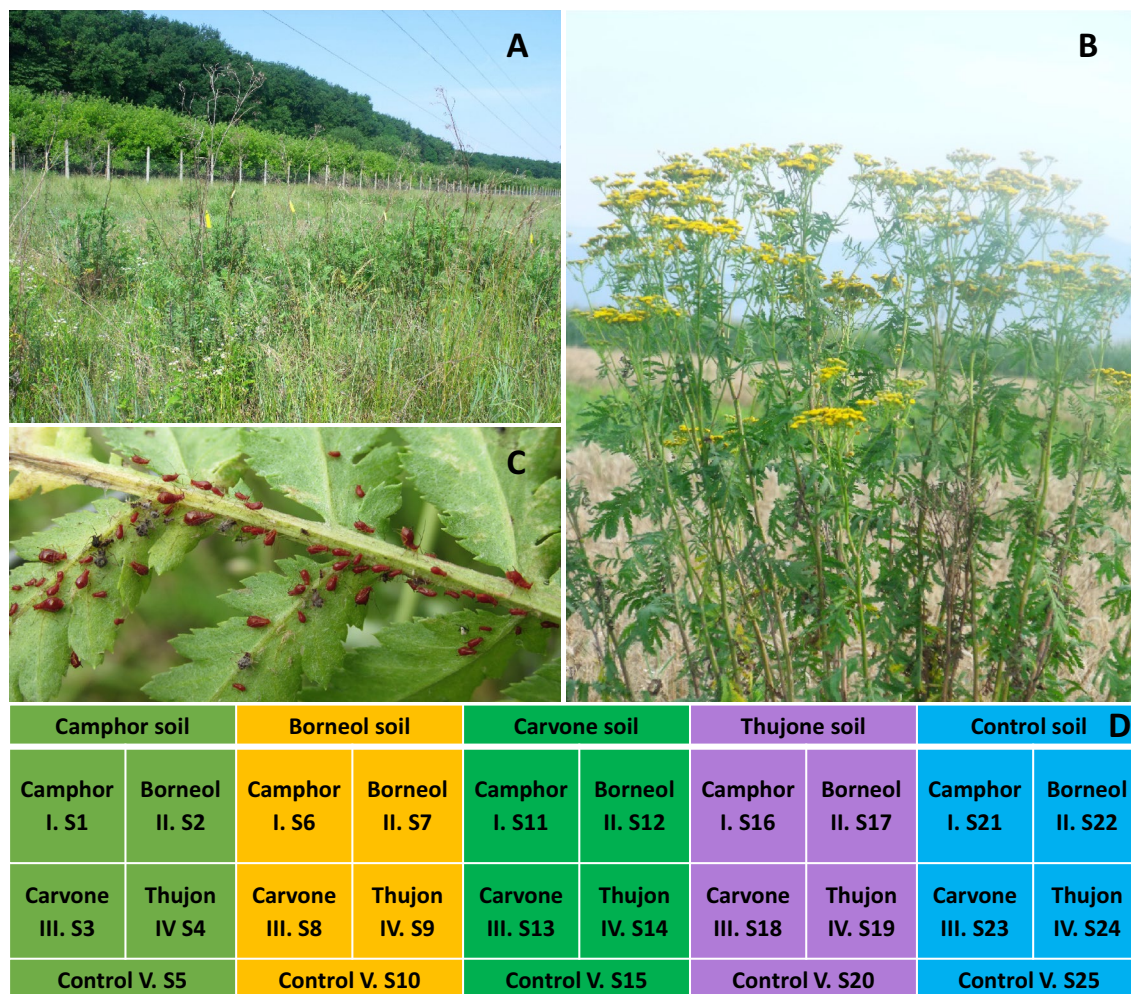 A
B
C
D
Camphor soil
Borneol soil
Carvone soil
Thujone soil
Control soil
Camphor
I. S1
Borneol
II. S2
Camphor
I. S6
Borneol
II. S7
Camphor
I. S11
Borneol
II. S12
Camphor
I. S16
Borneol
II. S17
Camphor
I. S21
Borneol
II. S22
Carvone
III. S3
Thujon
IV S4
Carvone
III. S8
Thujon
IV. S9
Carvone
III. S13
Thujon
IV. S14
Carvone
III. S18
Thujon
IV. S19
Carvone
III. S23
Thujon
IV. S24
Control V. S5
Control V. S10
Control V. S15
Control V. S20
Control V. S25